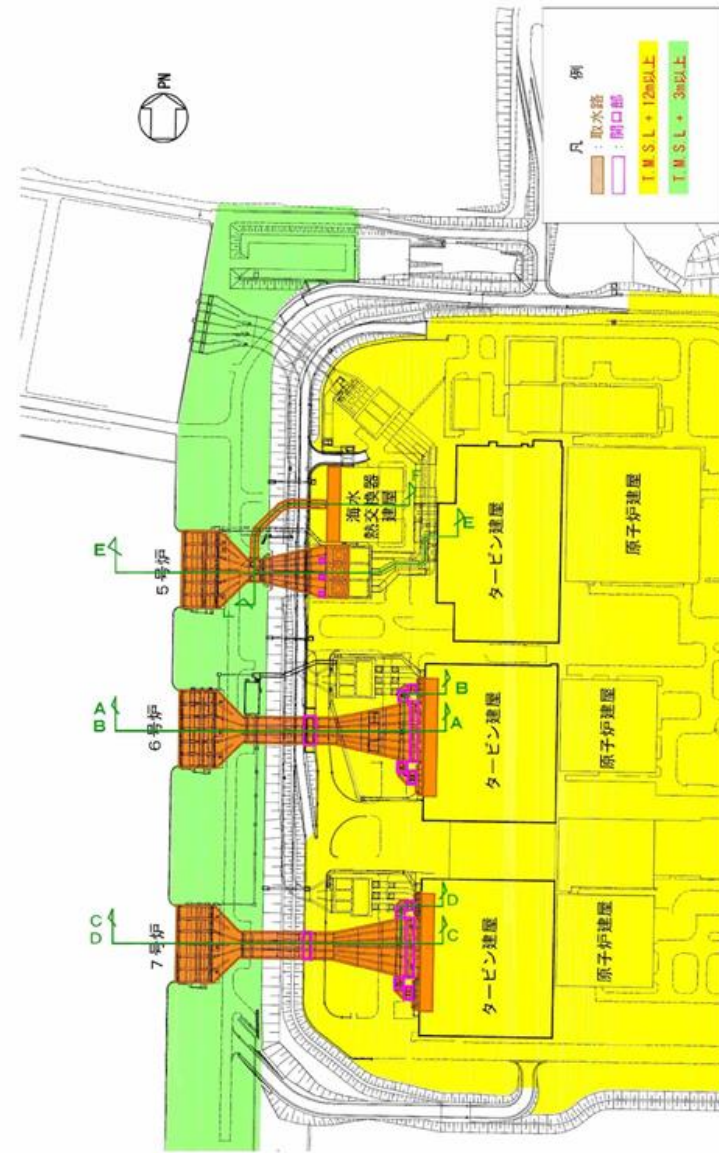 PN
凡　例
：取水路
：開口部
T.M.S.L + 12m以上
T.M.S.L + 3m以上
7号炉
6号炉
5号炉
C
D
A
B
E
F
D
C
B
A
E
海水
熱交換器
建屋
タービン建屋
タービン建屋
タービン建屋
原子炉建屋
原子炉建屋
原子炉建屋